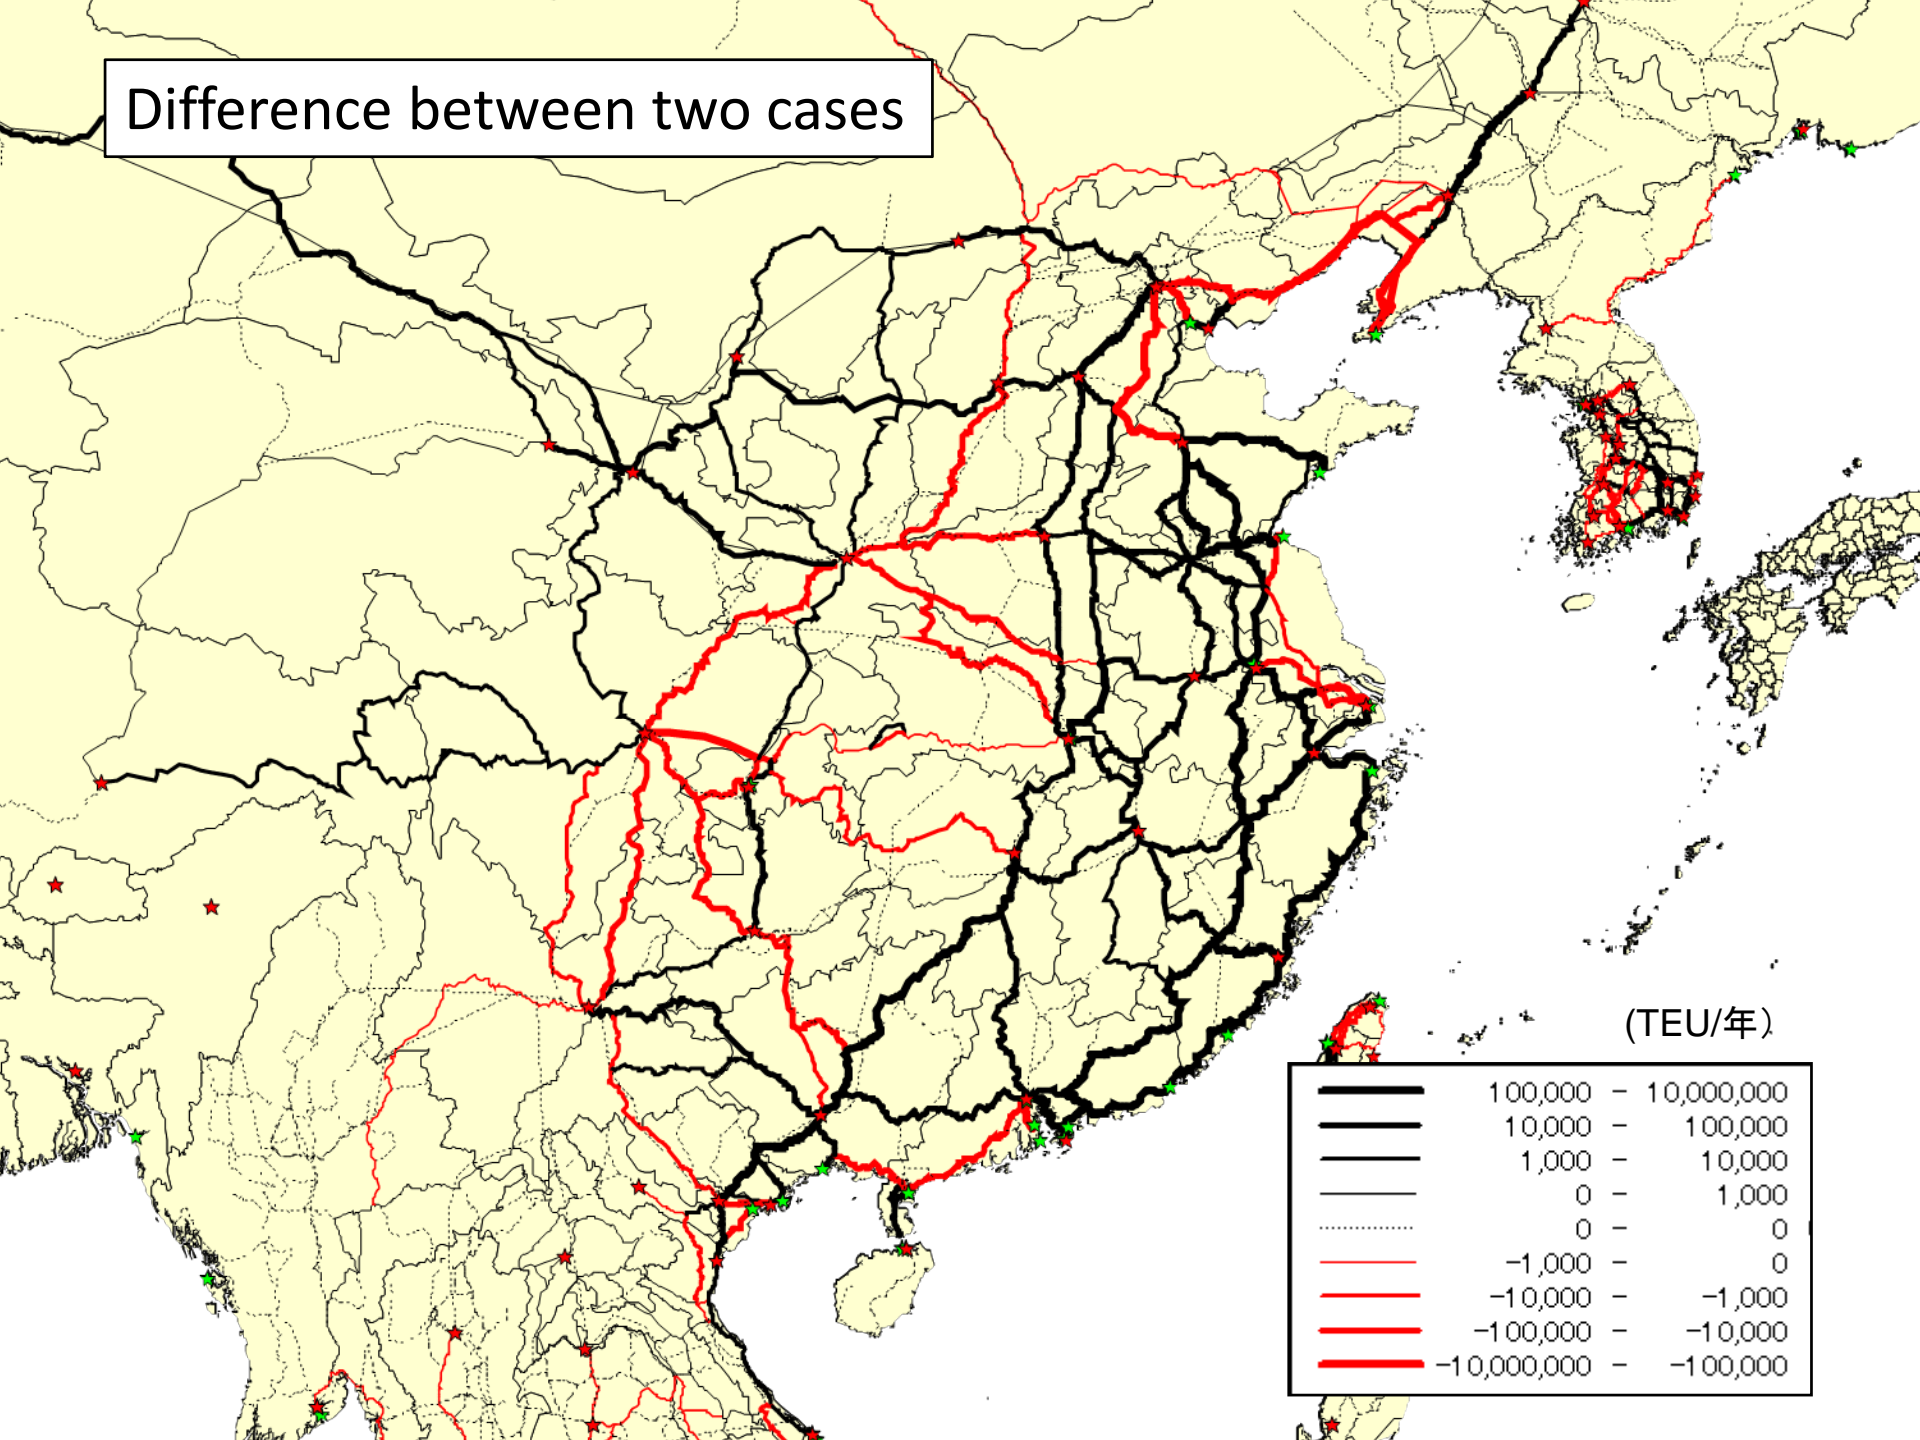 Difference between two cases
(TEU/年)
100,000 - 10,000,000
10,000 - 100,000
1,000 - 10,000
0 - 1,000
0 - 0
-1,000 - 0
-10,000 - -1,000
-100,000 - -10,000
-10,000,000 - -100,000